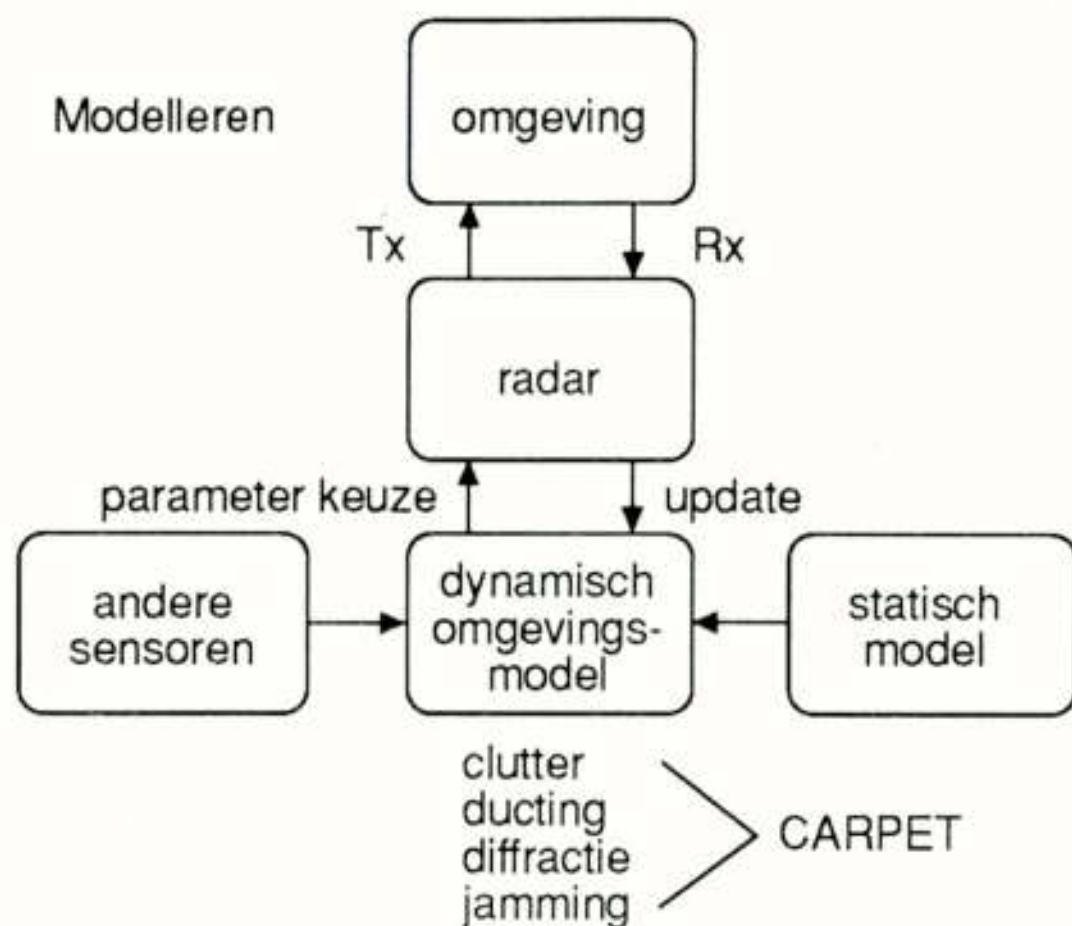 Modelleren
omgeving
Tx
Rx
radar
parameter keuze
update
andere
sensoren
dynamisch
omgevings-
model
statisch
model
clutter
ducting
diffractie
jamming
CARPET